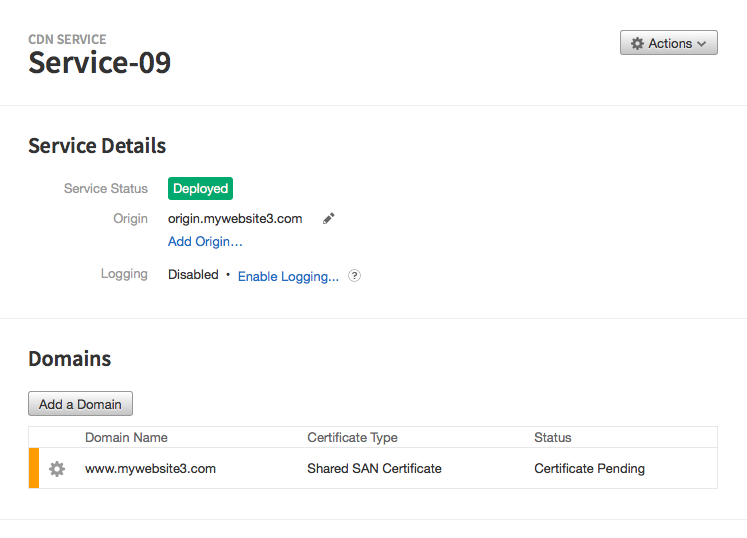 CDN SERVICE
Service-09
Actions
Service Details
Service Status Deployed
Origin origin.mywebsite3.com
Add Origin…
Logging Disabled • Enable Logging... ?
Domains
Add a Domain
Domain Name Certificate Type Status
www.mywebsite3.com Shared SAN Certificate Certificate Pending